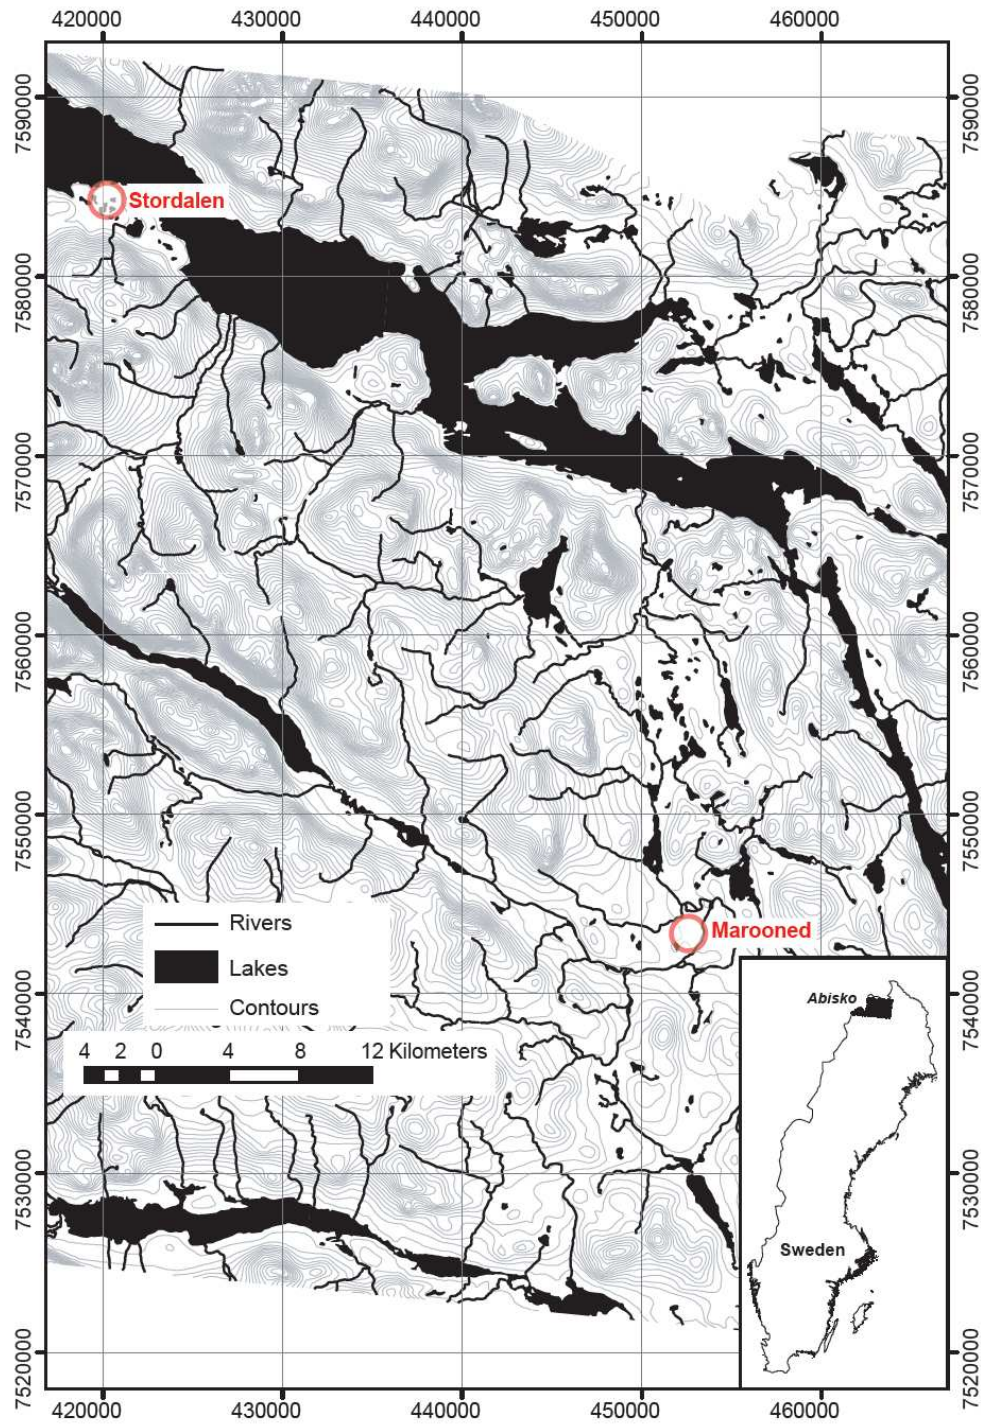 420000 430000 440000 450000 460000
7590000 7590000
Stordalen
7580000 7580000
7570000 7570000
7560000 7560000
7550000 7550000
Rivers
Marooned
Lakes
Contours
7540000 7540000
Abisko
4 2 0 4 8 12 Kilometers
7530000 7530000
Sweden
7520000 7520000
420000 430000 440000 450000 460000